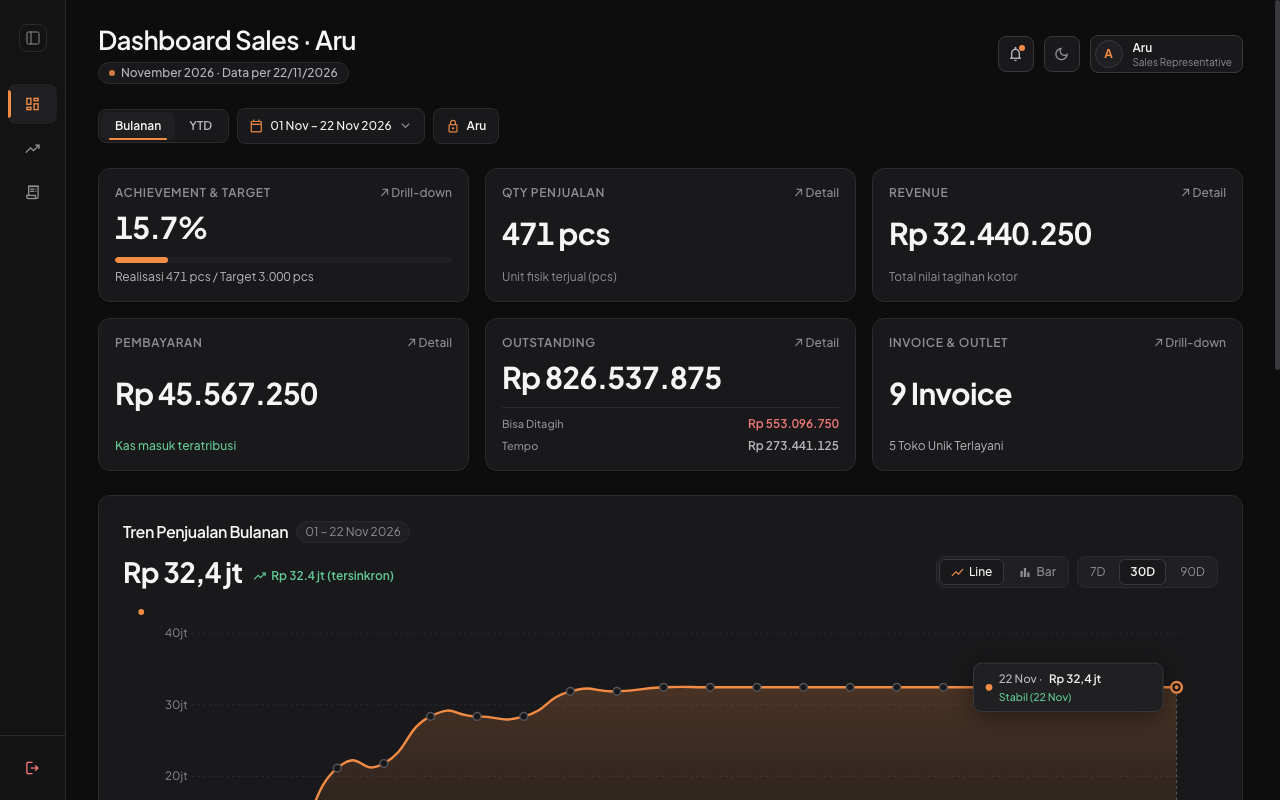 Dashboard Sales · Aru
November 2026 · Data per 22/11/2026
A
Aru
Sales Representative
Bulanan
YTD
01 Nov – 22 Nov 2026
Aru
ACHIEVEMENT & TARGET
Drill-down
15.7%
Realisasi 471 pcs / Target 3.000 pcs
QTY PENJUALAN
Detail
471 pcs
Unit fisik terjual (pcs)
REVENUE
Detail
Rp 32.440.250
Total nilai tagihan kotor
PEMBAYARAN
Detail
Rp 45.567.250
Kas masuk teratribusi
OUTSTANDING
Detail
Rp 826.537.875
Bisa Ditagih
Rp 553.096.750
Tempo
Rp 273.441.125
INVOICE & OUTLET
Drill-down
9 Invoice
5 Toko Unik Terlayani
Tren Penjualan Bulanan
01 – 22 Nov 2026
Rp 32,4 jt
Rp 32.4 jt (tersinkron)
Line
Bar
7D
30D
90D
40jt
22 Nov · Rp 32,4 jt
Stabil (22 Nov)
30jt
20jt